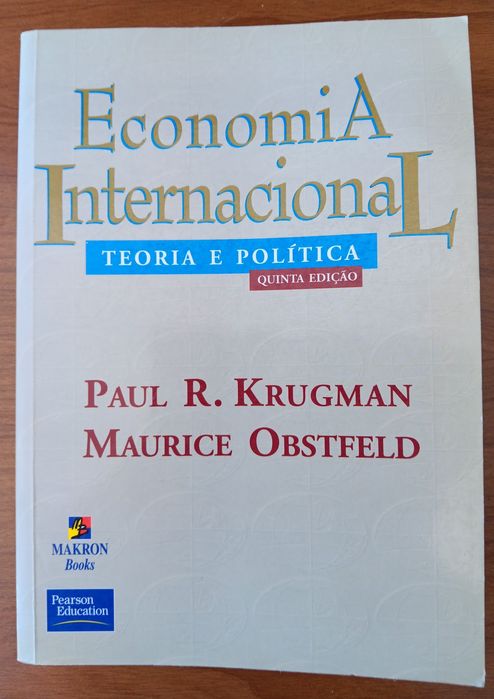 EconomiA
InternacionaL
TEORIA E POLÍTICA
QUINTA EDIÇÃO
PAUL R. KRUGMAN
MAURICE OBSTFELD
MAKRON
Books
Pearson
Education